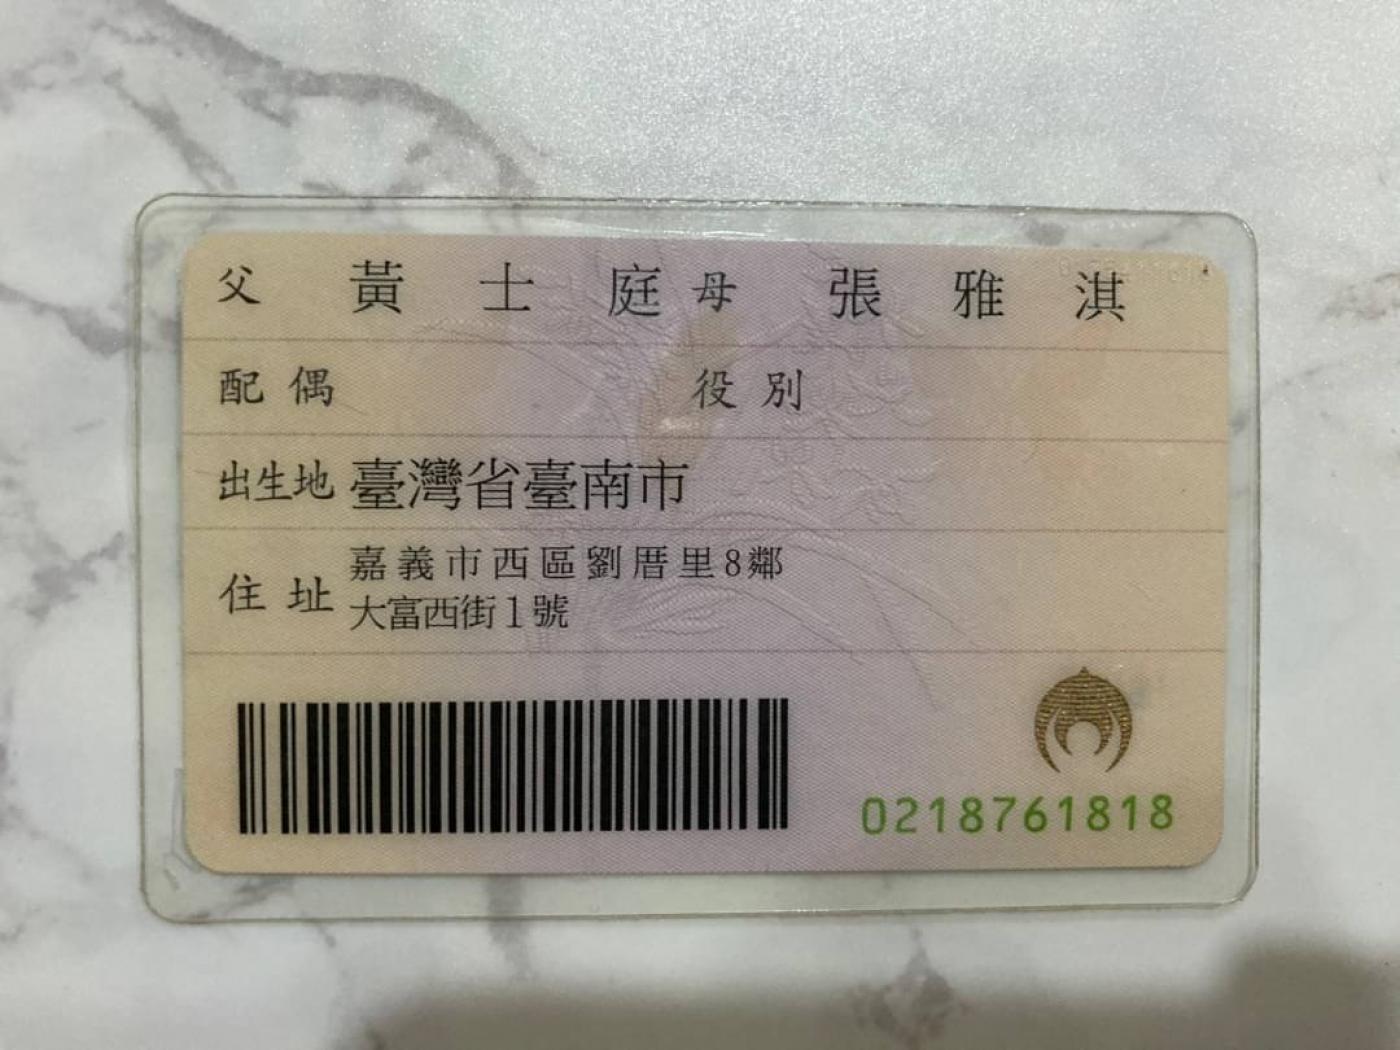 父 黃士庭 母 張雅淇
配偶 役別
出生地 臺灣省臺南市
住址 嘉義市西區劉厝里8鄰
大富西街1號
0218761818